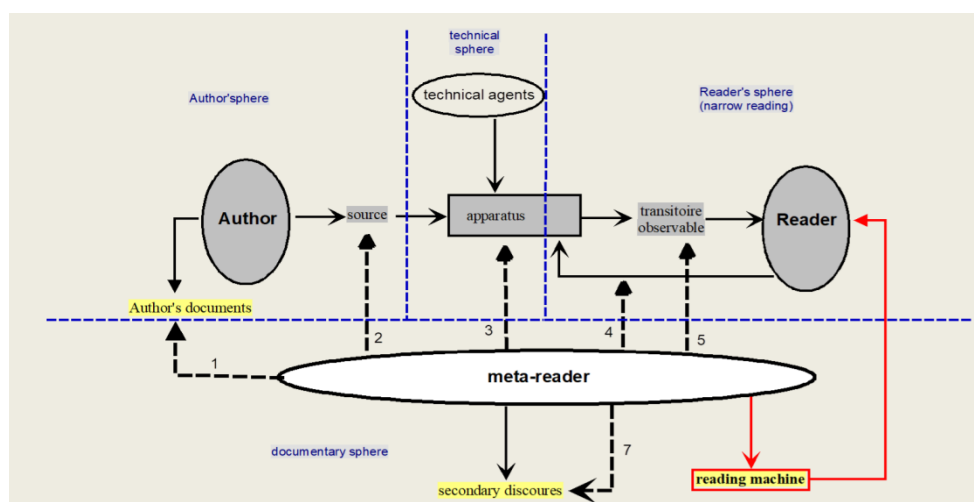 technical
sphere
Author'sphere
Reader's sphere
(narrow reading)
technical agents
Author
source
apparatus
transitoire
observable
Reader
Author's documents
1
2
3
4
5
meta-reader
documentary sphere
7
secondary discoures
reading machine